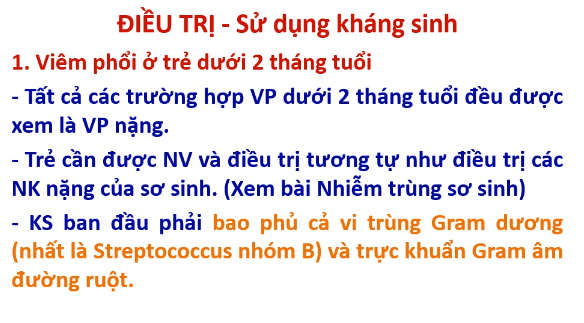 ĐIỀU TRỊ - Sử dụng kháng sinh
1. Viêm phổi ở trẻ dưới 2 tháng tuổi
- Tất cả các trường hợp VP dưới 2 tháng tuổi đều được
xem là VP nặng.
- Trẻ cần được NV và điều trị tương tự như điều trị các
NK nặng của sơ sinh. (Xem bài Nhiễm trùng sơ sinh)
- KS ban đầu phải bao phủ cả vi trùng Gram dương
(nhất là Streptococcus nhóm B) và trực khuẩn Gram âm
đường ruột.